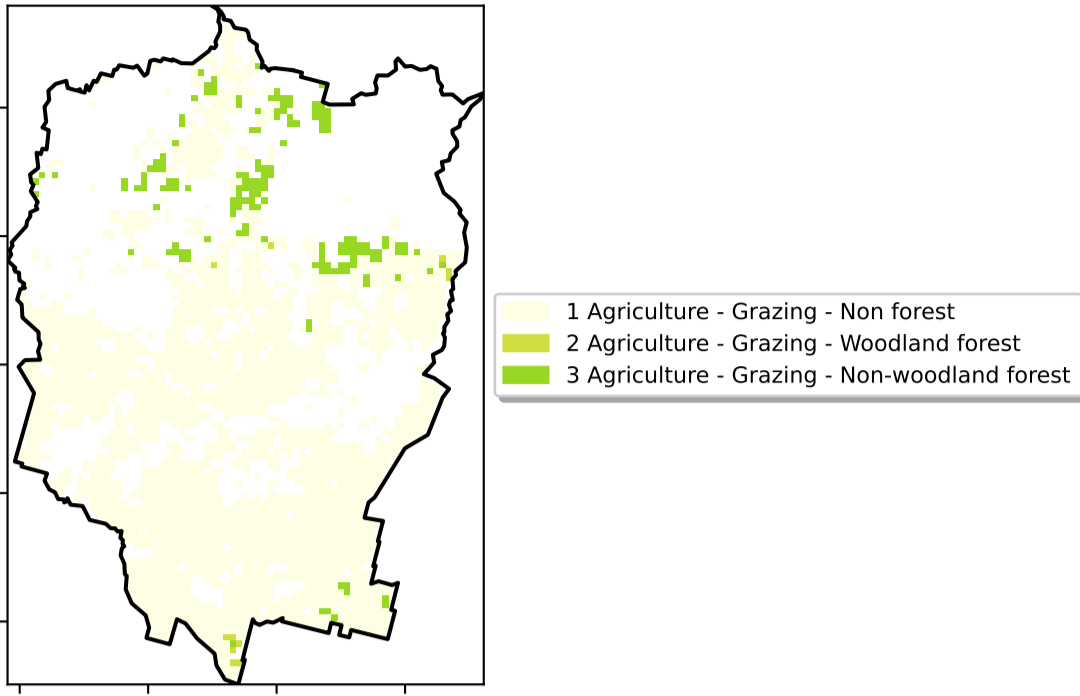 1 Agriculture - Grazing - Non forest
2 Agriculture - Grazing - Woodland forest
3 Agriculture - Grazing - Non-woodland forest